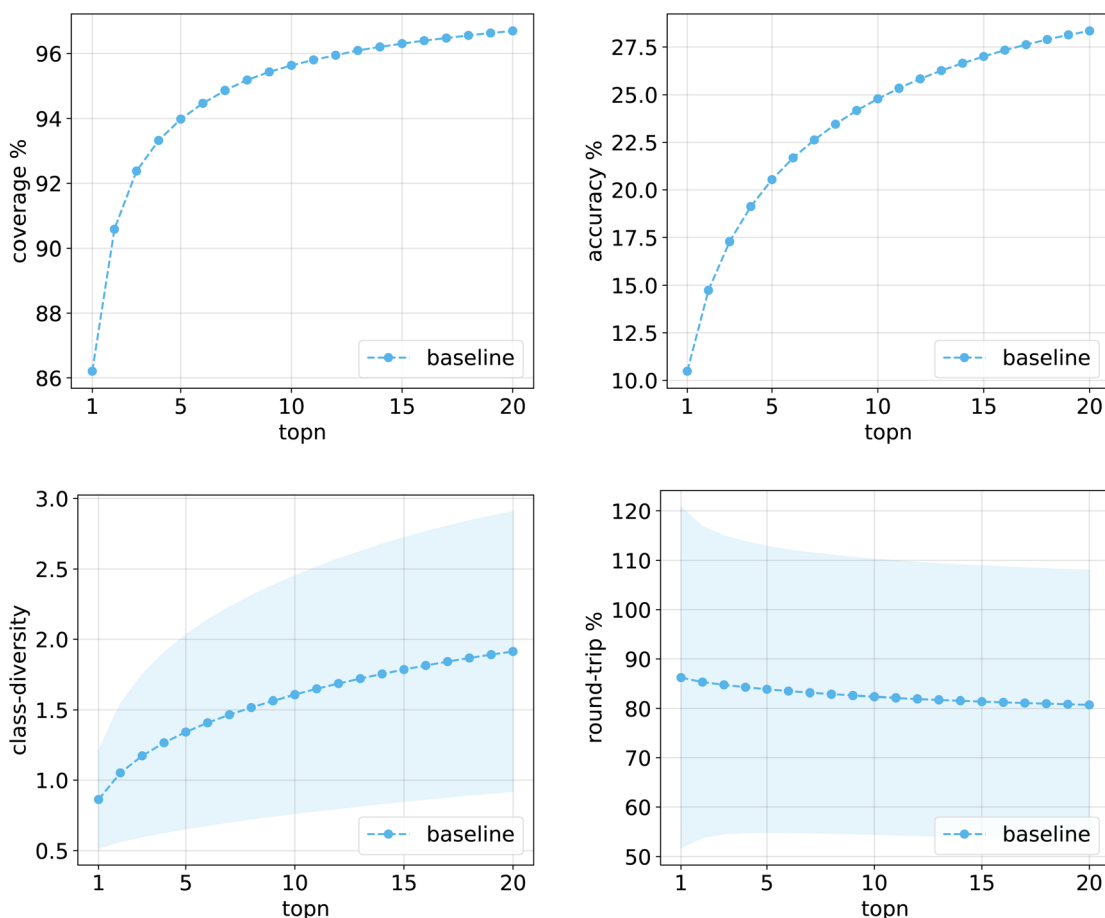 coverage %
96
94
92
90
88
86
baseline
1 5 10 15 20
topn
accuracy %
27.5
25.0
22.5
20.0
17.5
15.0
12.5
10.0
baseline
1 5 10 15 20
topn
class-diversity
3.0
2.5
2.0
1.5
1.0
0.5
baseline
1 5 10 15 20
topn
round-trip %
120
110
100
90
80
70
60
50
baseline
1 5 10 15 20
topn